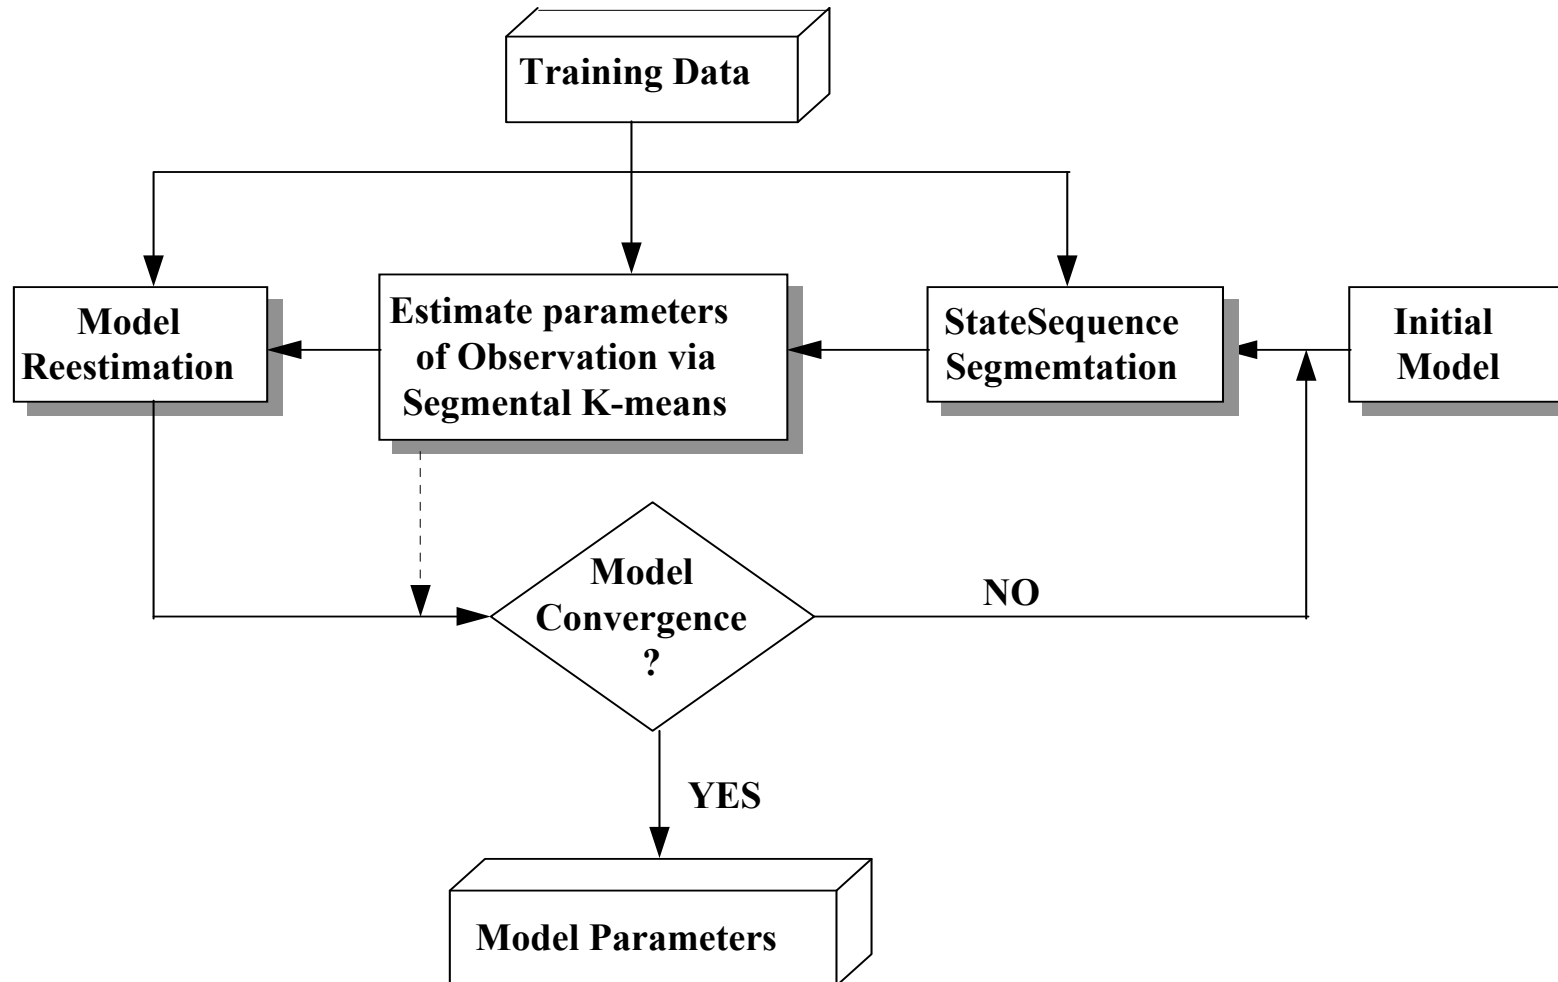 Training Data
Model
Reestimation
Estimate parameters
of Observation via
Segmental K-means
StateSequence
Segmemtation
Initial
Model
Model
Convergence
?
NO
YES
Model Parameters